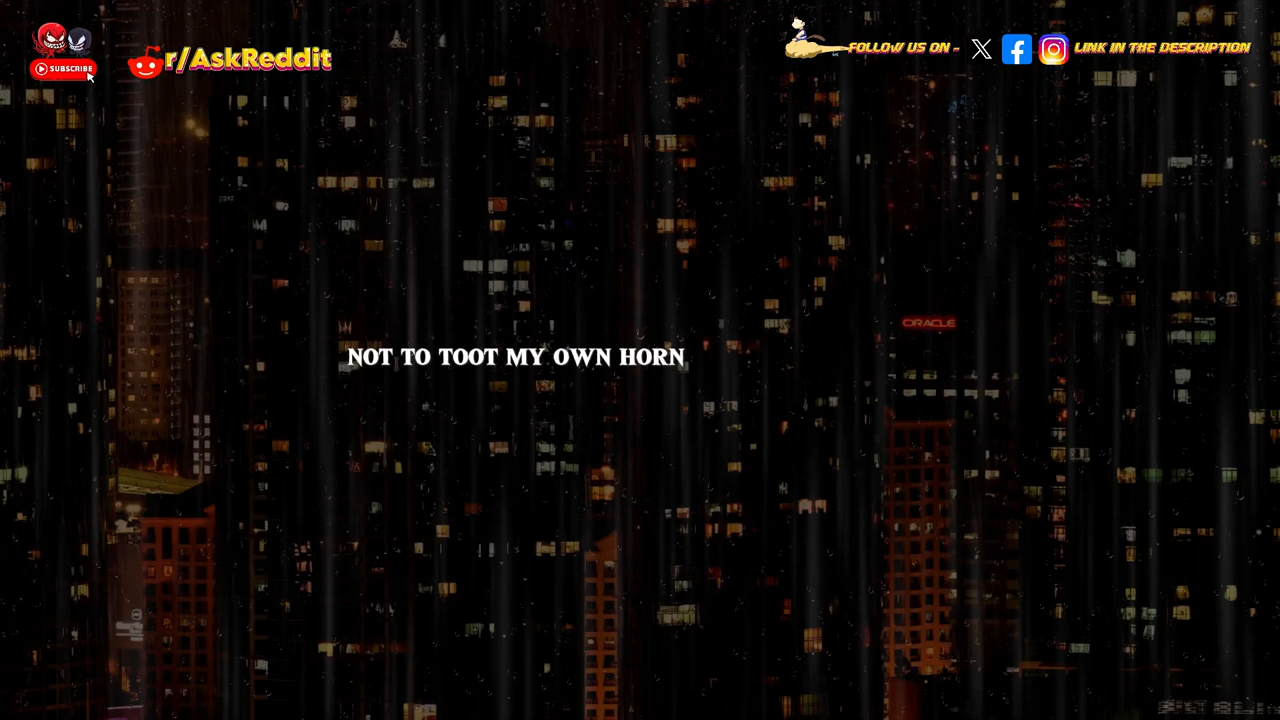 SUBSCRIBE
r/AskReddit
FOLLOW US ON -
LINK IN THE DESCRIPTION
ORACLE
NOT TO TOOT MY OWN HORN